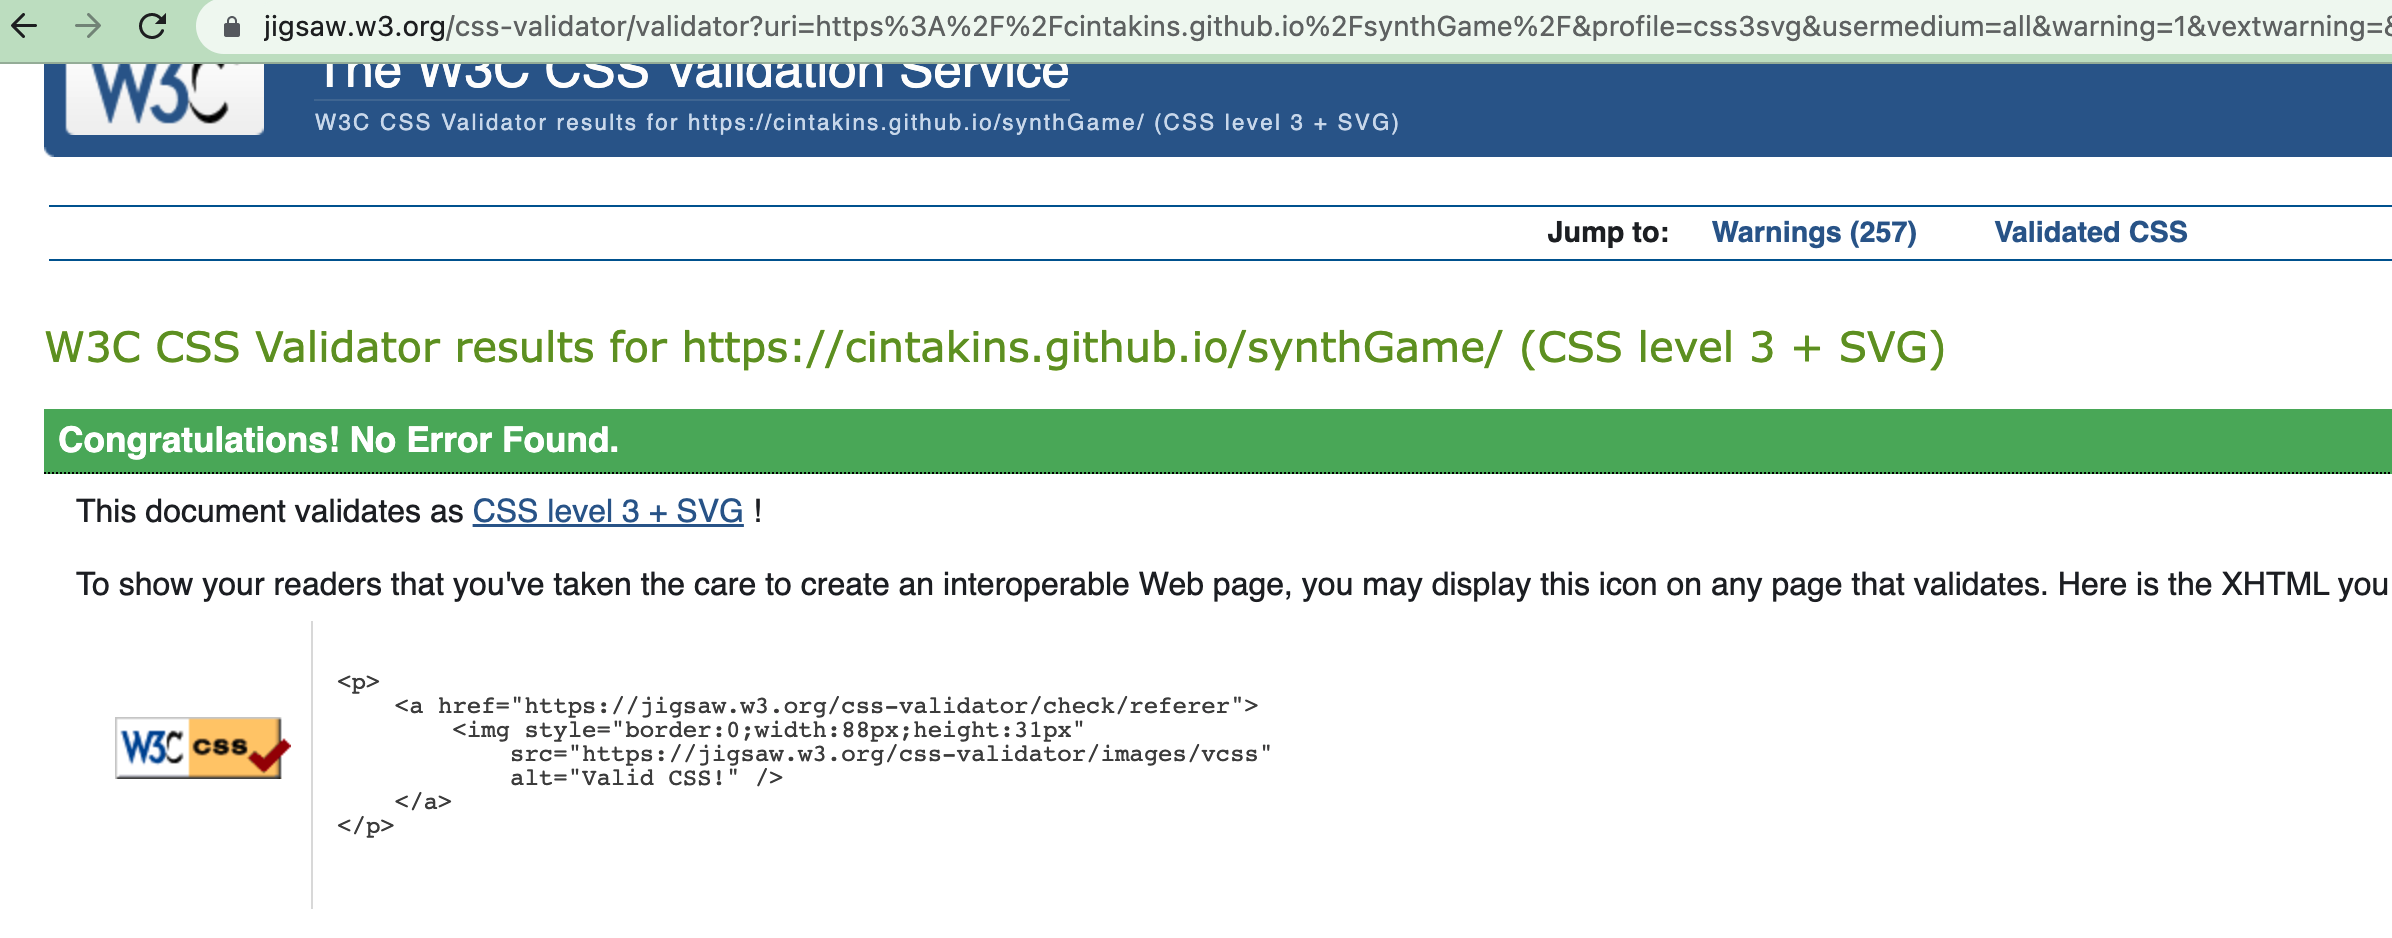 jigsaw.w3.org/css-validator/validator?uri=https%3A%2F%2Fcintakins.github.io%2FsynthGame%2F&profile=css3svg&usermedium=all&warning=1&vextwarning=&
W3C
The W3C CSS Validation Service
W3C CSS Validator results for https://cintakins.github.io/synthGame/ (CSS level 3 + SVG)
Jump to: Warnings (257) Validated CSS
W3C CSS Validator results for https://cintakins.github.io/synthGame/ (CSS level 3 + SVG)
Congratulations! No Error Found.
This document validates as CSS level 3 + SVG !
To show your readers that you've taken the care to create an interoperable Web page, you may display this icon on any page that validates. Here is the XHTML you
<p>
<a href="https://jigsaw.w3.org/css-validator/check/referer">
<img style="border:0;width:88px;height:31px"
src="https://jigsaw.w3.org/css-validator/images/vcss"
alt="Valid CSS!" />
</a>
</p>
W3C css